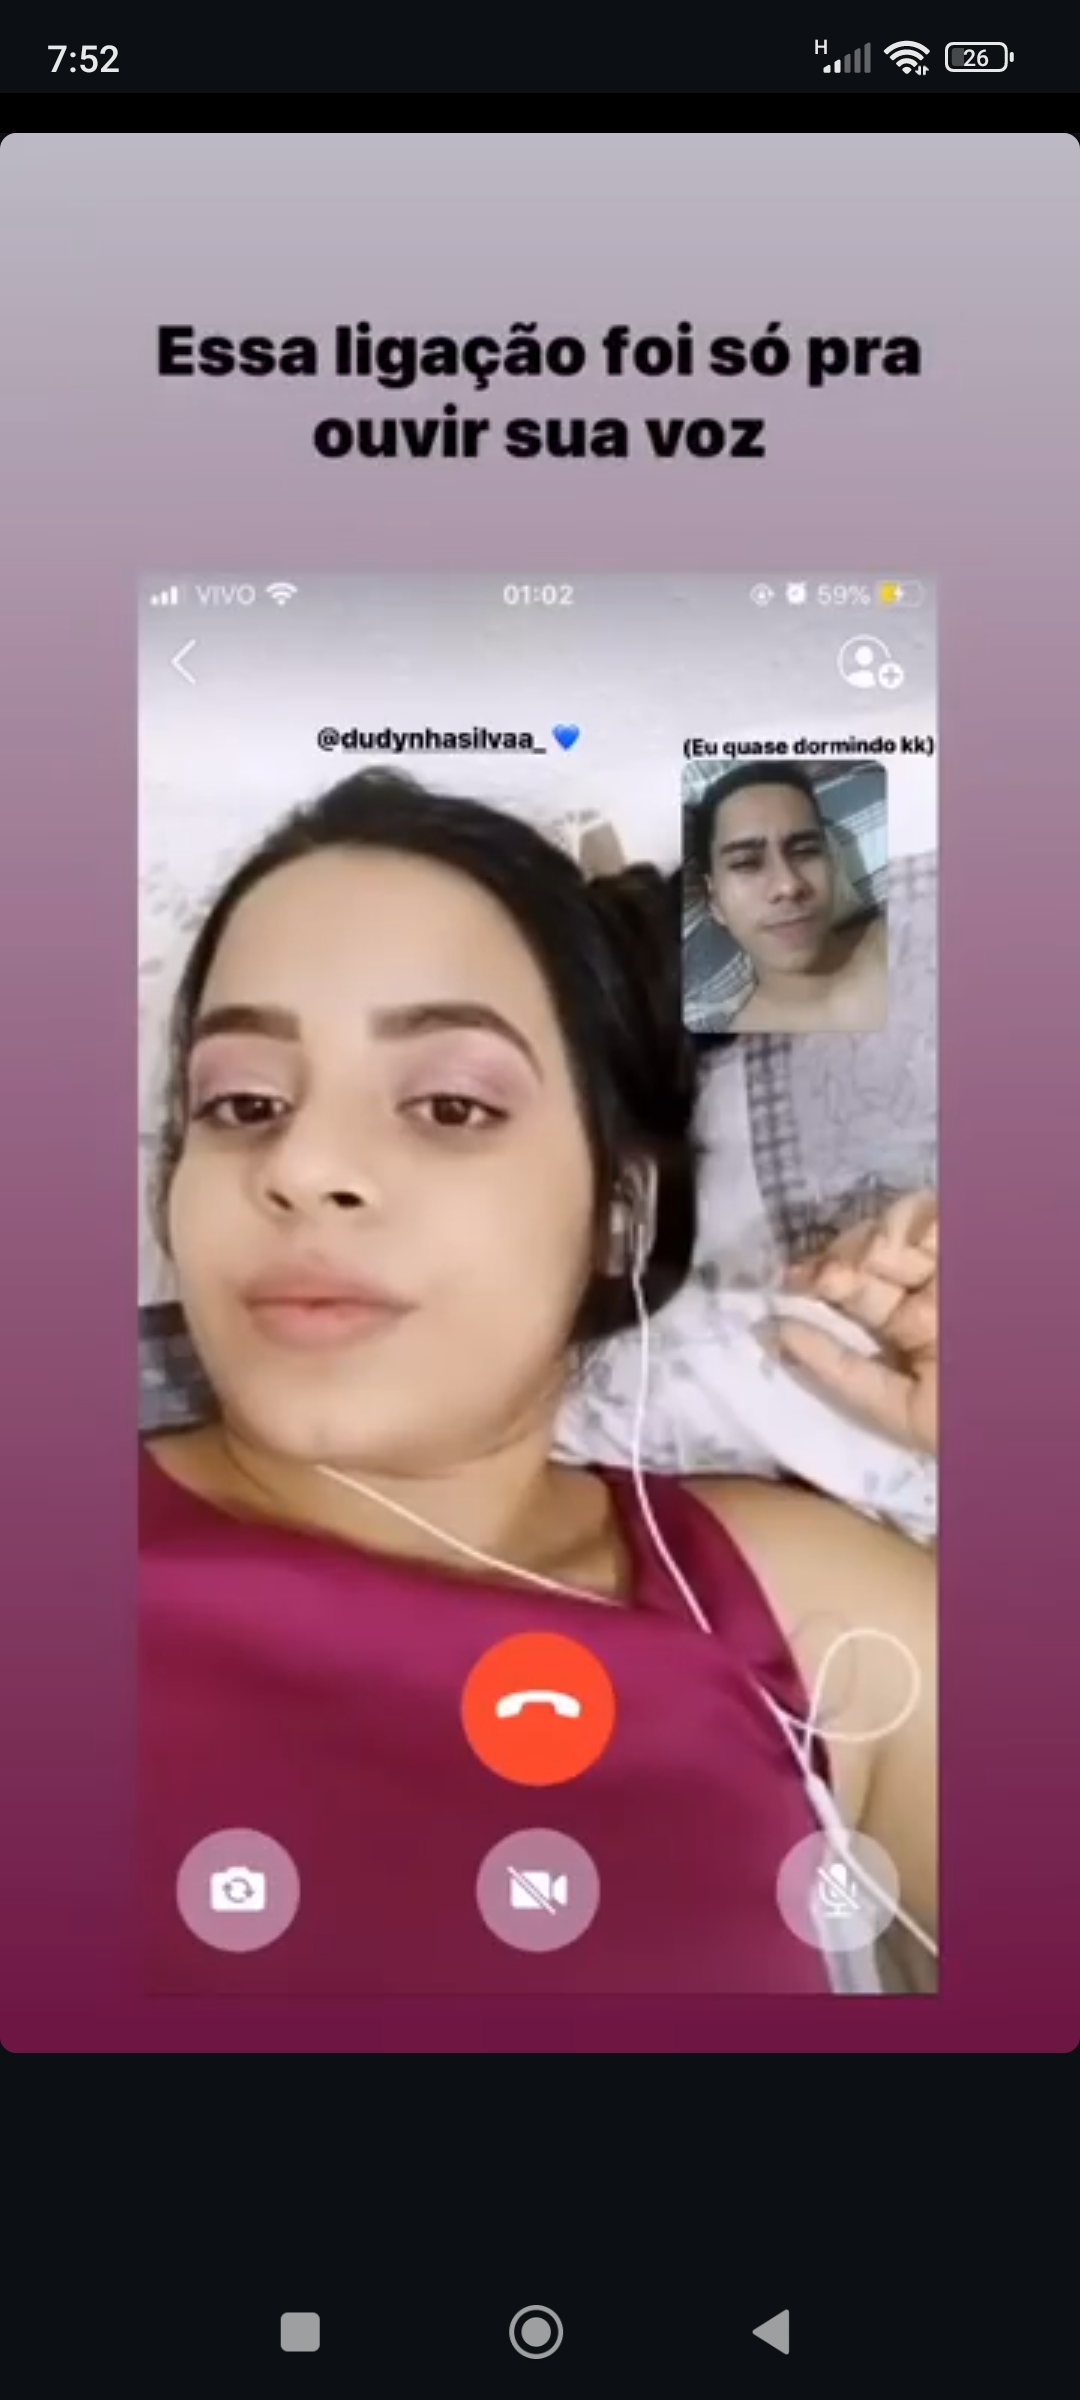 7:52 H 26
Essa ligação foi só pra
ouvir sua voz
VIVO 01:02 59%
@dudynhasilvaa_ 💙
(Eu quase dormindo kk)